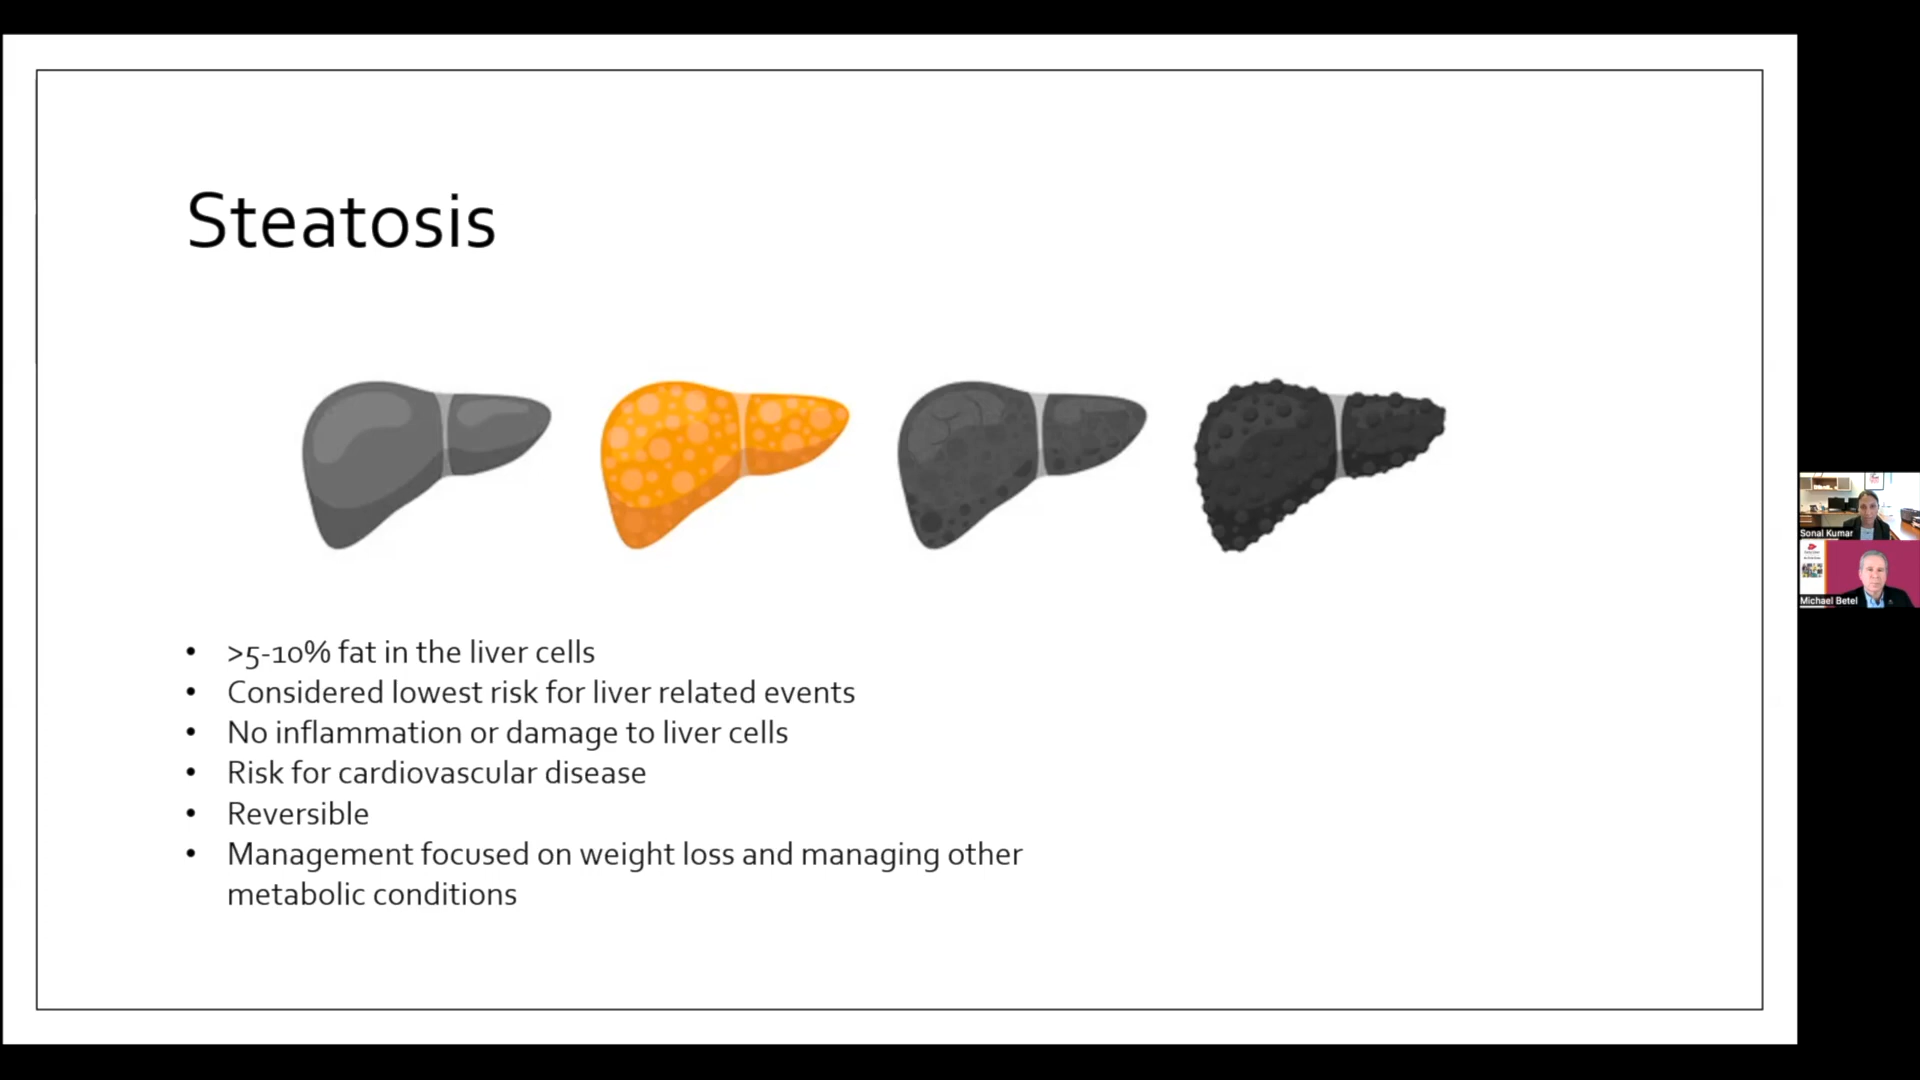 Steatosis
• >5-10% fat in the liver cells
• Considered lowest risk for liver related events
• No inflammation or damage to liver cells
• Risk for cardiovascular disease
• Reversible
• Management focused on weight loss and managing other
metabolic conditions
Sonal Kumar
Michael Betel